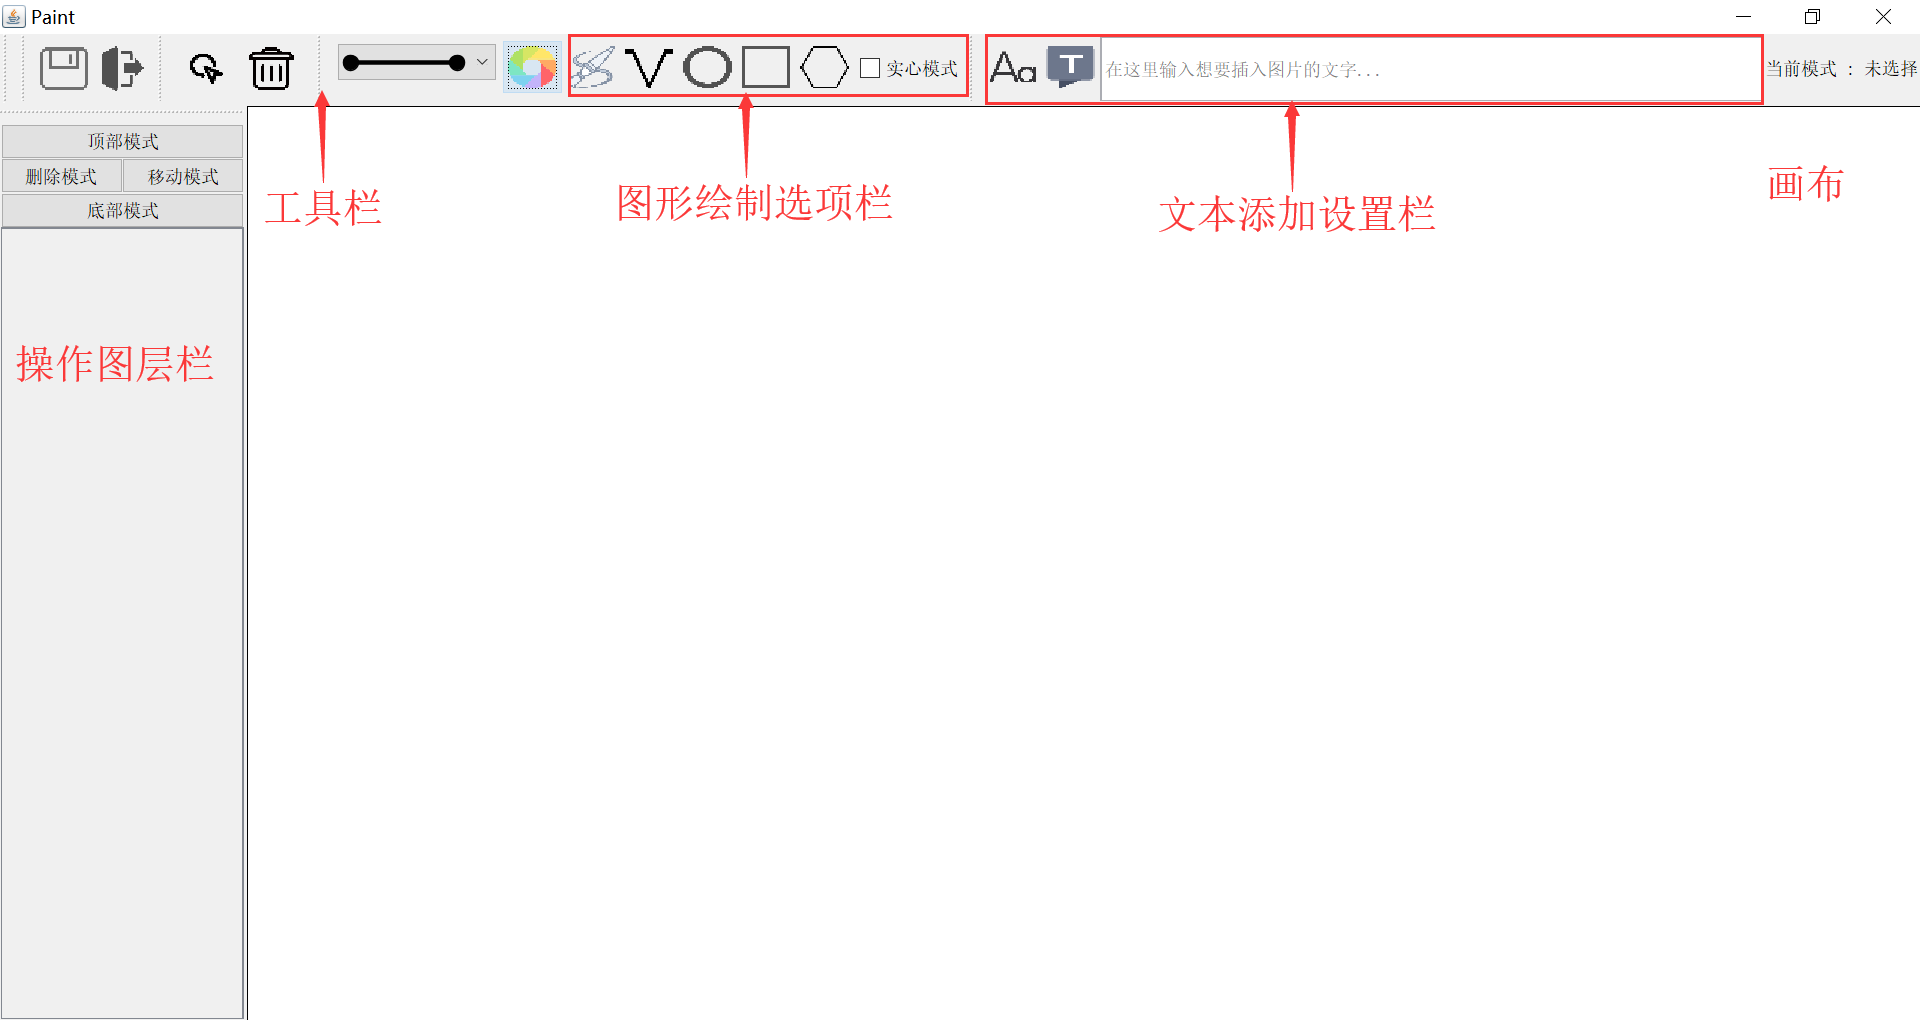 Paint
实心模式
Aa
T
在这里输入想要插入图片的文字...
当前模式 ： 未选择
顶部模式
删除模式
移动模式
底部模式
工具栏
图形绘制选项栏
文本添加设置栏
画布
操作图层栏